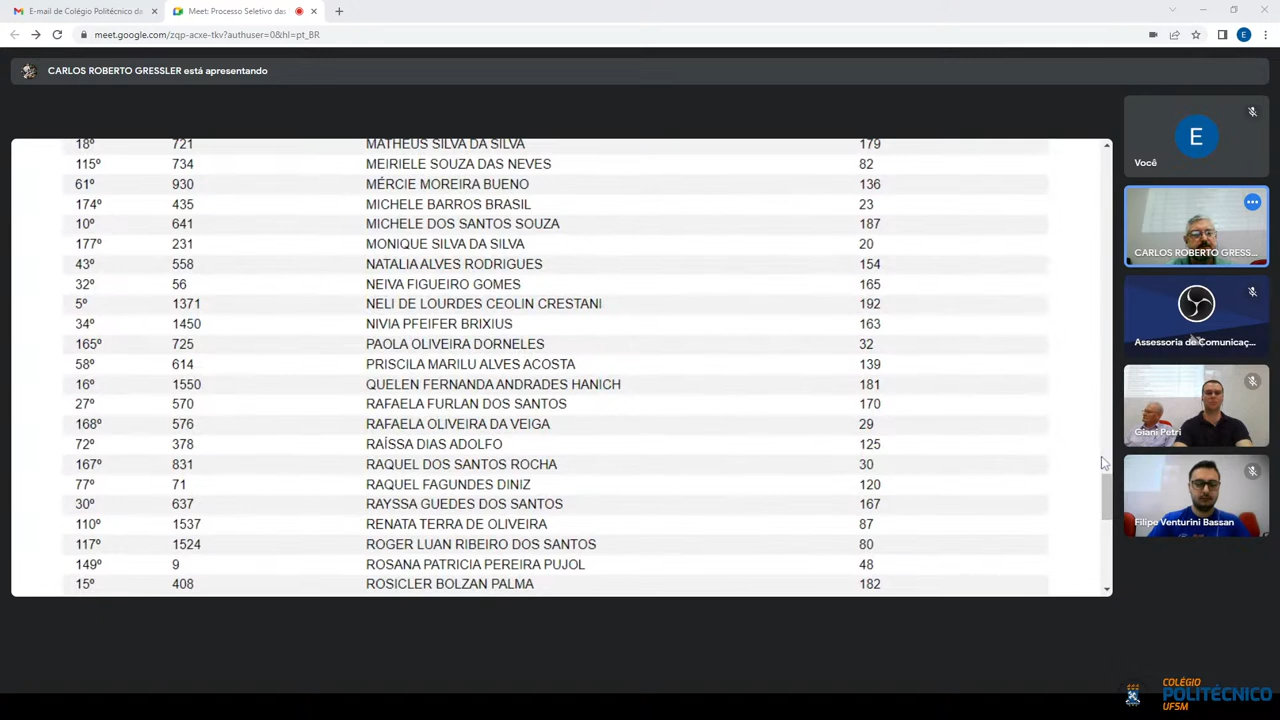 E-mail de Colégio Politécnico da
Meet: Processo Seletivo das
meet.google.com/zqp-acxe-tkv?authuser=0&hl=pt_BR
E
CARLOS ROBERTO GRESSLER está apresentando
18º 721 MATHEUS SILVA DA SILVA 179
115º 734 MEIRIELE SOUZA DAS NEVES 82
61º 930 MÉRCIE MOREIRA BUENO 136
174º 435 MICHELE BARROS BRASIL 23
10º 641 MICHELE DOS SANTOS SOUZA 187
177º 231 MONIQUE SILVA DA SILVA 20
43º 558 NATALIA ALVES RODRIGUES 154
32º 56 NEIVA FIGUEIRO GOMES 165
5º 1371 NELI DE LOURDES CEOLIN CRESTANI 192
34º 1450 NIVIA PFEIFER BRIXIUS 163
165º 725 PAOLA OLIVEIRA DORNELES 32
58º 614 PRISCILA MARILU ALVES ACOSTA 139
16º 1550 QUELEN FERNANDA ANDRADES HANICH 181
27º 570 RAFAELA FURLAN DOS SANTOS 170
168º 576 RAFAELA OLIVEIRA DA VEIGA 29
72º 378 RAÍSSA DIAS ADOLFO 125
167º 831 RAQUEL DOS SANTOS ROCHA 30
77º 71 RAQUEL FAGUNDES DINIZ 120
30º 637 RAYSSA GUEDES DOS SANTOS 167
110º 1537 RENATA TERRA DE OLIVEIRA 87
117º 1524 ROGER LUAN RIBEIRO DOS SANTOS 80
149º 9 ROSANA PATRICIA PEREIRA PUJOL 48
15º 408 ROSICLER BOLZAN PALMA 182
E
Você
CARLOS ROBERTO GRESS...
Assessoria de Comunicaç...
Giani Petri
Filipe Venturini Bassan
COLÉGIO
POLITÉCNICO
UFSM